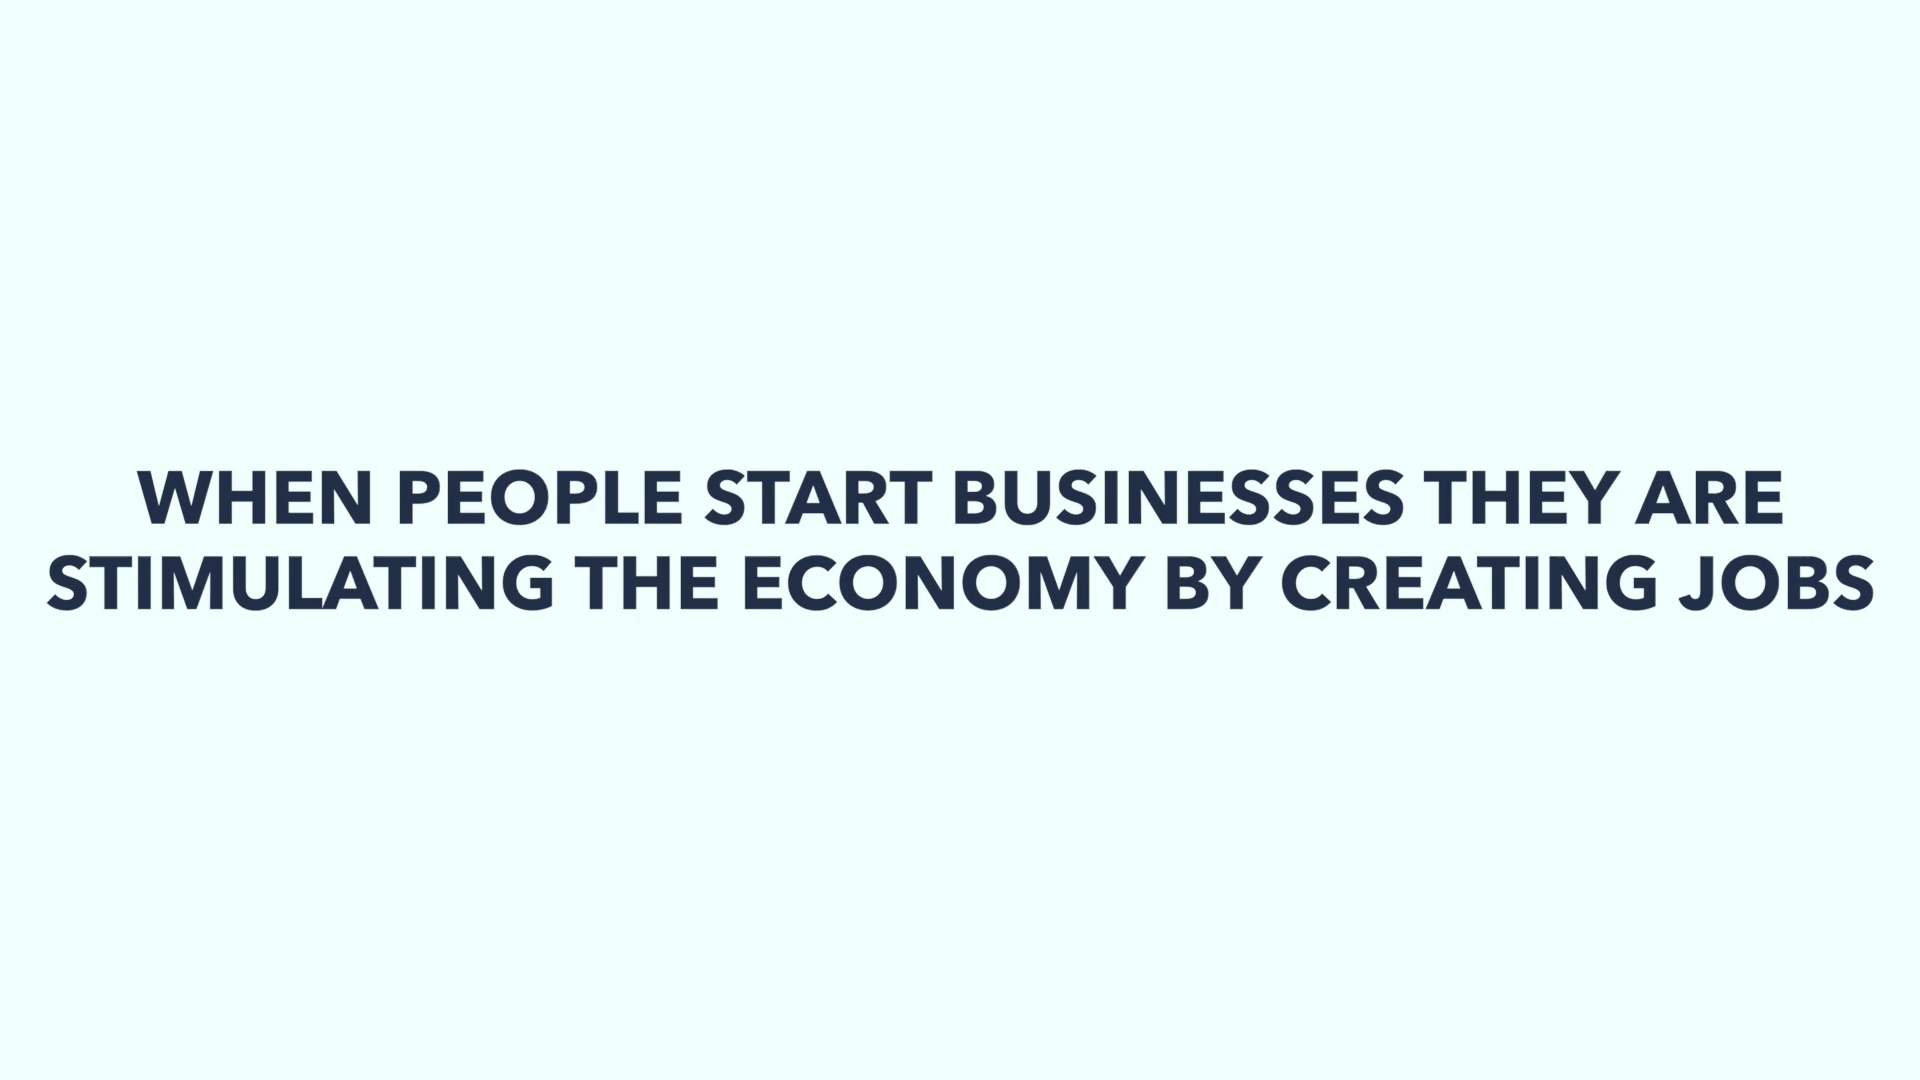 WHEN PEOPLE START BUSINESSES THEY ARE
STIMULATING THE ECONOMY BY CREATING JOBS